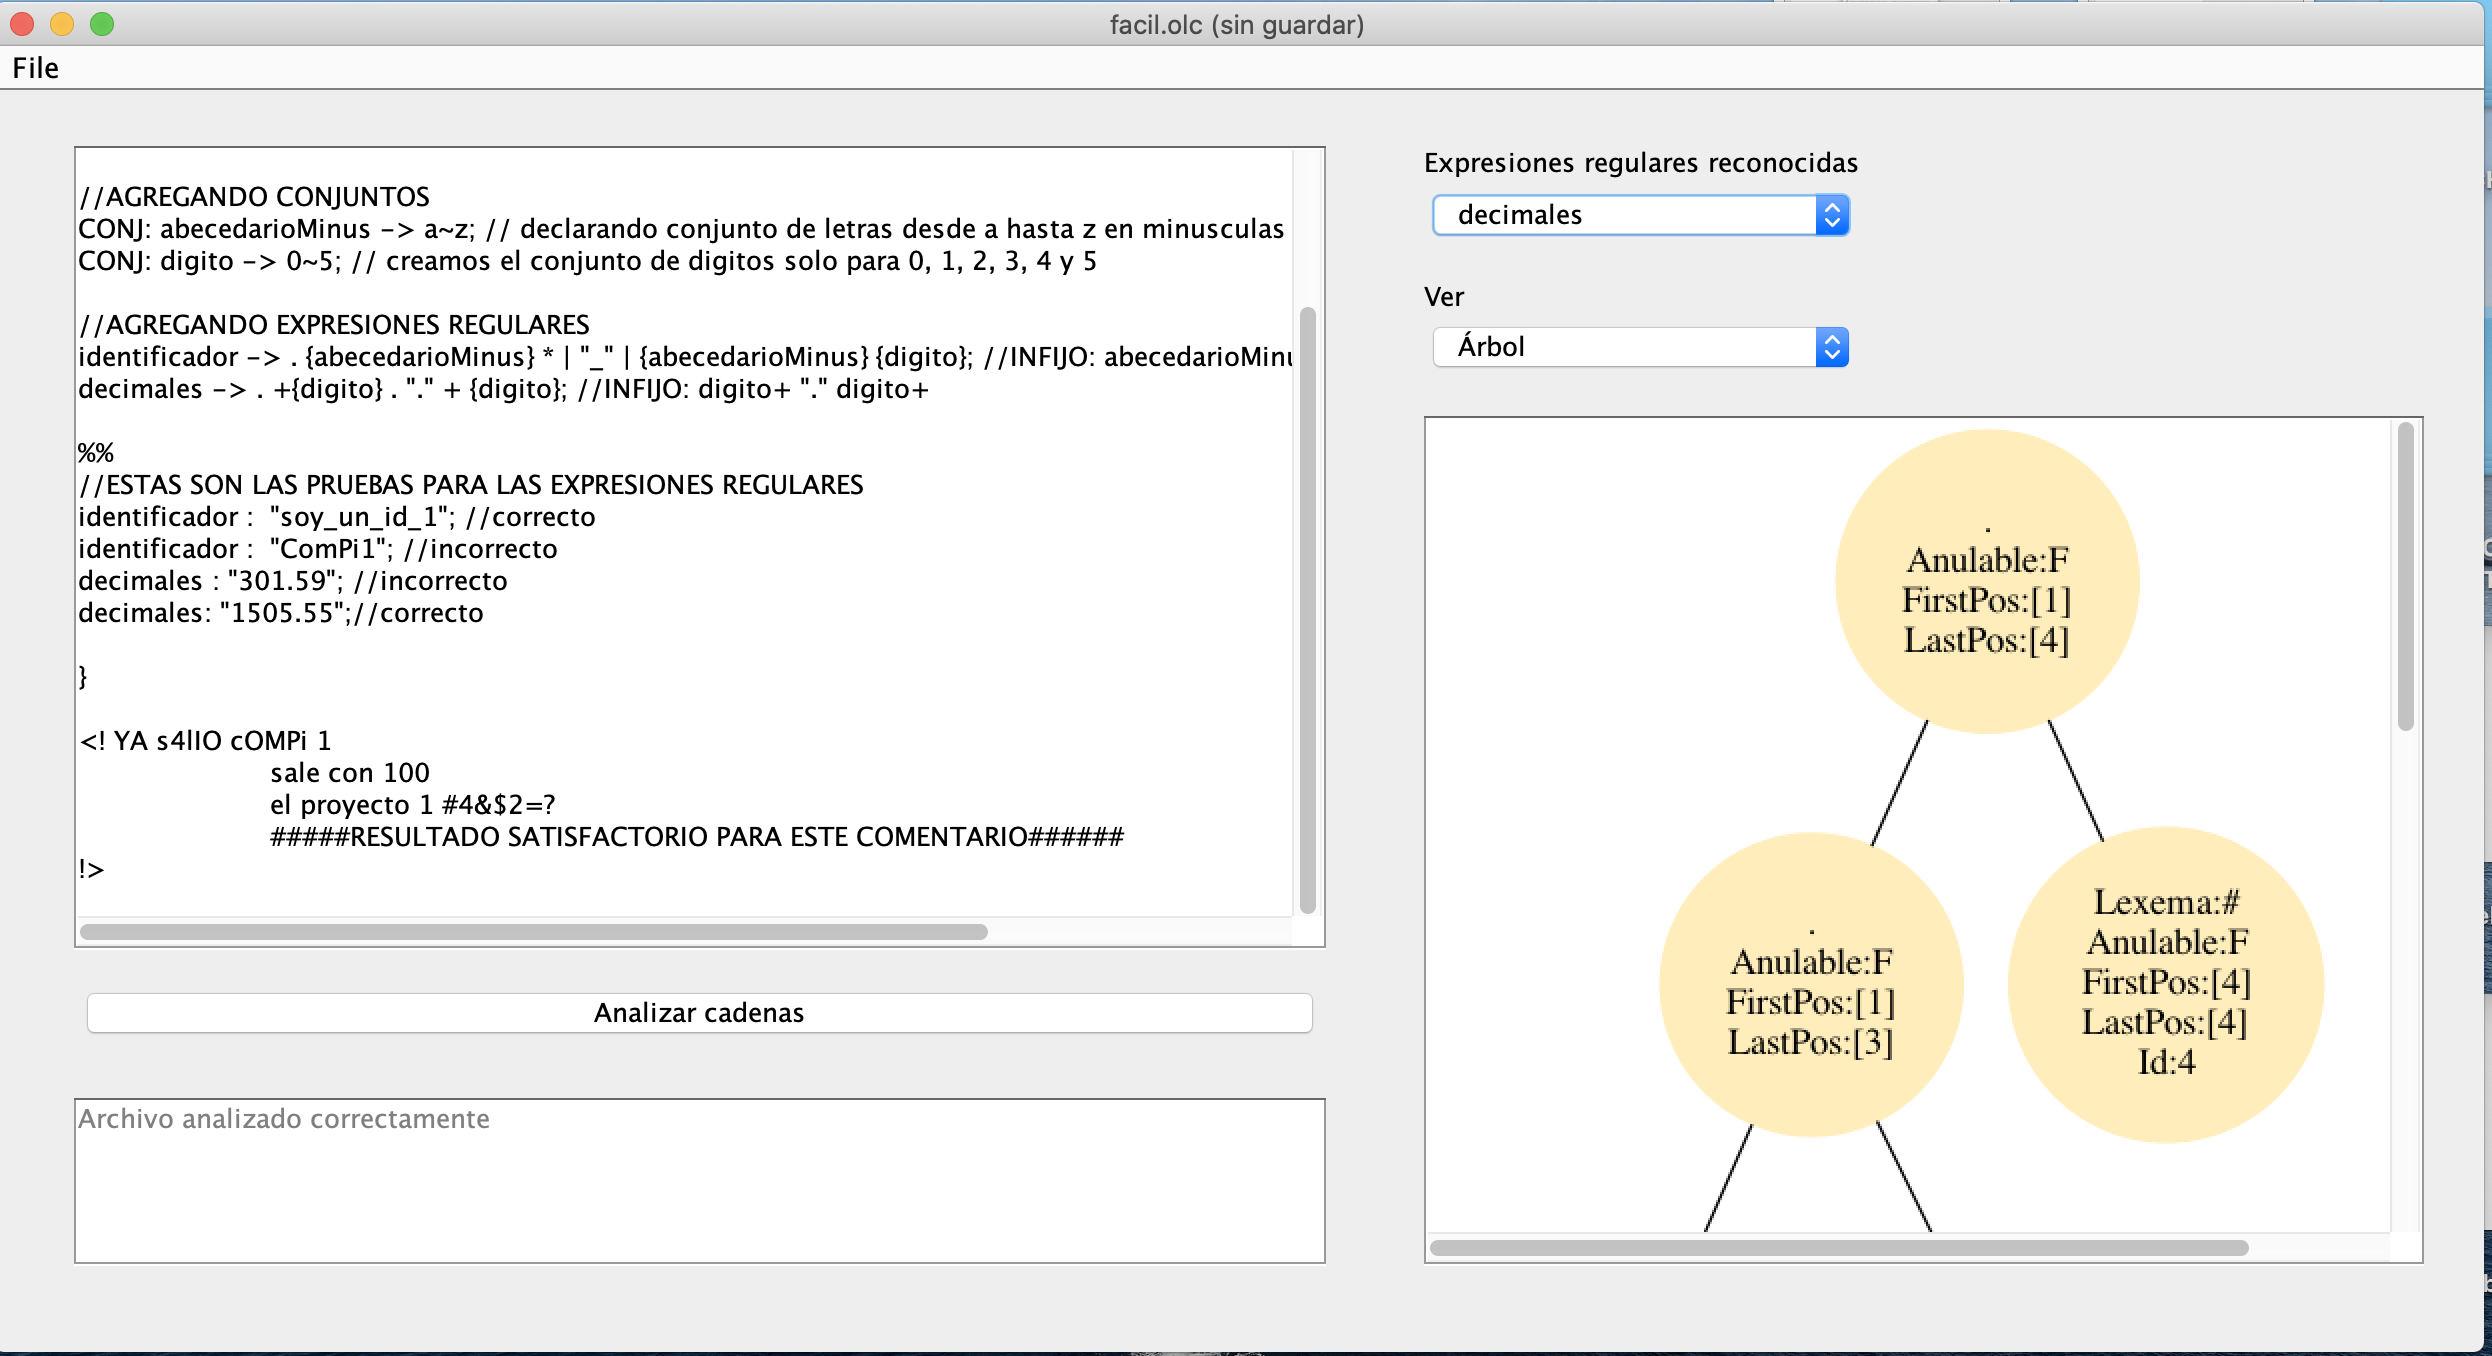 facil.olc (sin guardar)
File
//AGREGANDO CONJUNTOS
CONJ: abecedarioMinus -> a~z; // declarando conjunto de letras desde a hasta z en minusculas
CONJ: digito -> 0~5; // creamos el conjunto de digitos solo para 0, 1, 2, 3, 4 y 5
//AGREGANDO EXPRESIONES REGULARES
identificador -> . {abecedarioMinus} * | "_" | {abecedarioMinus} {digito}; //INFIJO:
decimales -> . +{digito} . "." + {digito}; //INFIJO: digito+ "." digito+
%%
//ESTAS SON LAS PRUEBAS PARA LAS EXPRESIONES REGULARES
identificador :  "soy_un_id_1"; //correcto
identificador :  "ComPi1"; //incorrecto
decimales : "301.59"; //incorrecto
decimales: "1505.55";//correcto
}
<! YA s4lIO cOMPi 1
sale con 100
el proyecto 1 #4&$2=?
#####RESULTADO SATISFACTORIO PARA ESTE COMENTARIO######
!>
Analizar cadenas
Archivo analizado correctamente
Expresiones regulares reconocidas
decimales
Ver
Árbol
.
Anulable:F
FirstPos:[1]
LastPos:[4]
.
Anulable:F
FirstPos:[1]
LastPos:[3]
Lexema:#
Anulable:F
FirstPos:[4]
LastPos:[4]
Id:4